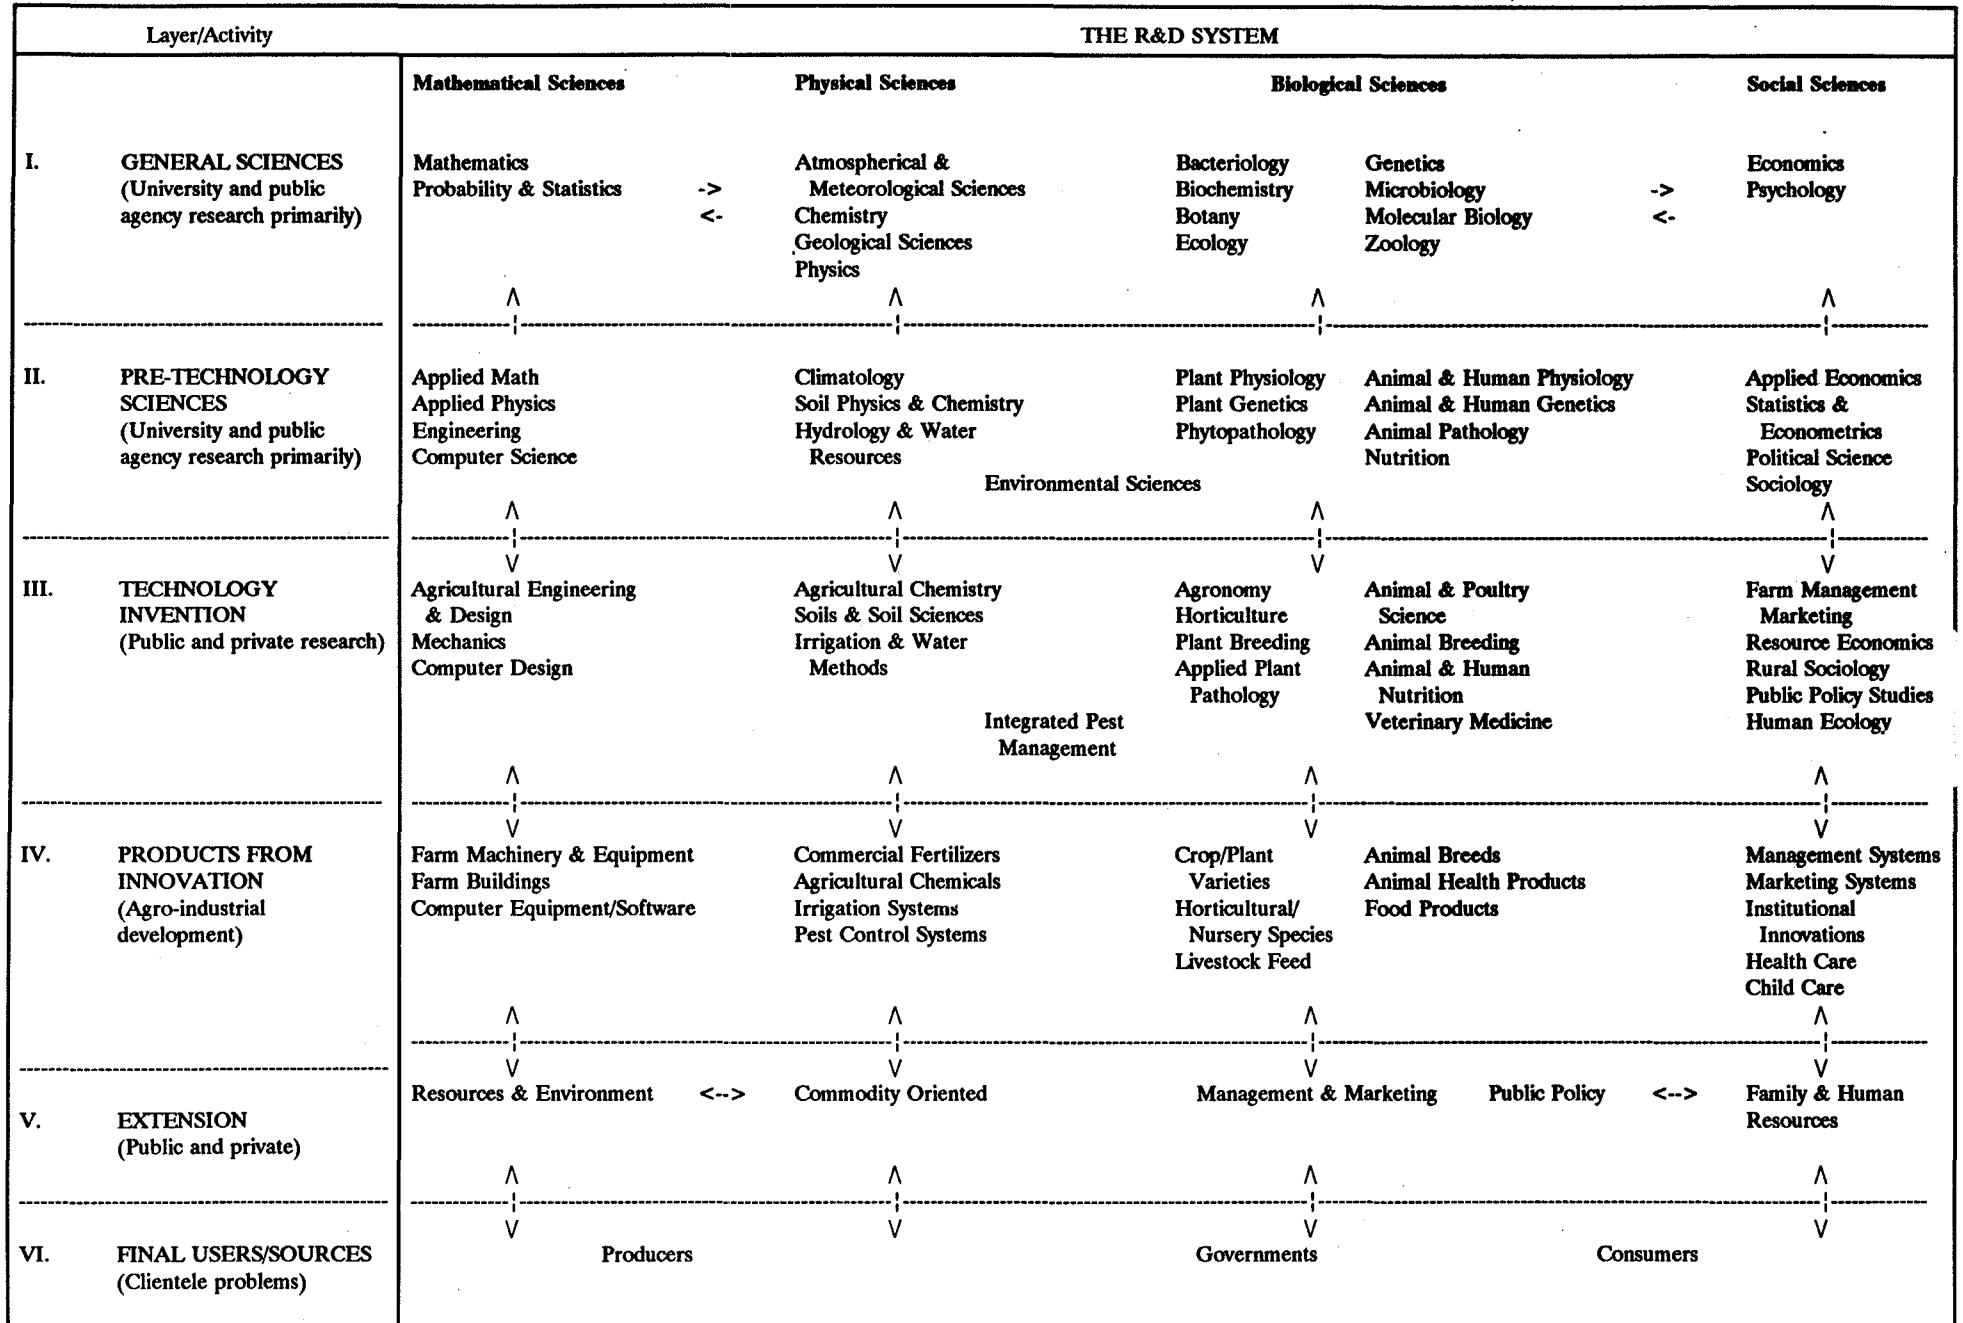 Layer/Activity THE R&D SYSTEM
Mathematical Sciences Physical Sciences Biological Sciences Social Sciences
I. GENERAL SCIENCES Mathematics Atmospherical & Bacteriology Genetics Economics
(University and public Probability & Statistics -> Meteorological Sciences Biochemistry Microbiology -> Psychology
agency research primarily) <- Chemistry Botany Molecular Biology <-
Geological Sciences Ecology Zoology
Physics
II. PRE-TECHNOLOGY Applied Math Climatology Plant Physiology Animal & Human Physiology Applied Economics
SCIENCES Applied Physics Soil Physics & Chemistry Plant Genetics Animal & Human Genetics Statistics &
(University and public Engineering Hydrology & Water Phytopathology Animal Pathology Econometrics
agency research primarily) Computer Science Resources Nutrition Political Science
Environmental Sciences Sociology
III. TECHNOLOGY Agricultural Engineering Agricultural Chemistry Agronomy Animal & Poultry Farm Management
INVENTION & Design Soils & Soil Sciences Horticulture Science Marketing
(Public and private research) Mechanics Irrigation & Water Plant Breeding Animal Breeding Resource Economics
Computer Design Methods Applied Plant Animal & Human Rural Sociology
Pathology Nutrition Public Policy Studies
Integrated Pest Veterinary Medicine Human Ecology
Management
IV. PRODUCTS FROM Farm Machinery & Equipment Commercial Fertilizers Crop/Plant Animal Breeds Management Systems
INNOVATION Farm Buildings Agricultural Chemicals Varieties Animal Health Products Marketing Systems
(Agro-industrial Computer Equipment/Software Irrigation Systems Horticultural/ Food Products Institutional
development) Pest Control Systems Nursery Species Innovations
Livestock Feed Health Care
Child Care
Resources & Environment <--> Commodity Oriented Management & Marketing Public Policy <--> Family & Human
V. EXTENSION Resources
(Public and private)
VI. FINAL USERS/SOURCES Producers Governments Consumers
(Clientele problems)